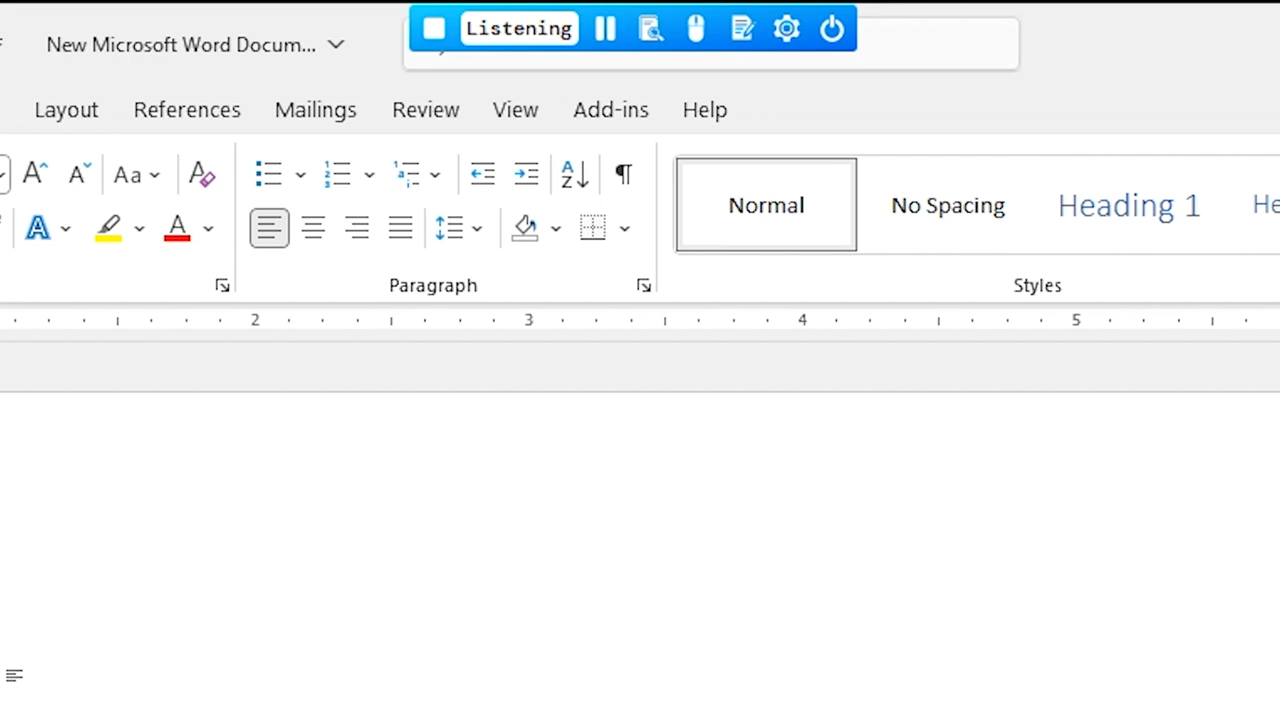 New Microsoft Word Docum...
Listening
Layout References Mailings Review View Add-ins Help
Aa
Normal
No Spacing
Heading 1
He
Paragraph
Styles
2 3 4 5